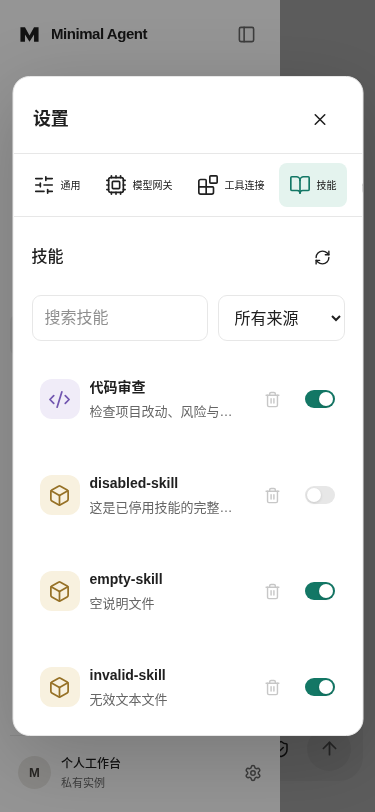 Minimal Agent
设置
通用
模型网关
工具连接
技能
技能
搜索技能
所有来源
代码审查
检查项目改动、风险与…
disabled-skill
这是已停用技能的完整…
empty-skill
空说明文件
invalid-skill
无效文本文件
M
个人工作台
私有实例